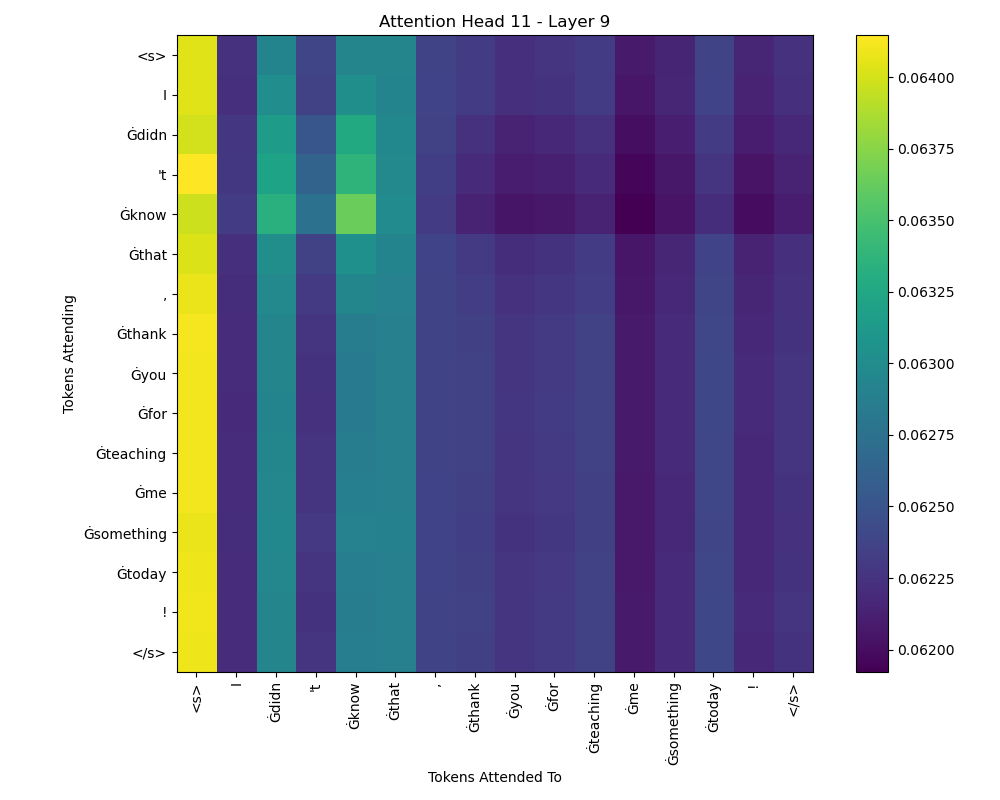 Attention Head 11 - Layer 9
Tokens Attending
<s>
I
Ġdidn
't
Ġknow
Ġthat
,
Ġthank
Ġyou
Ġfor
Ġteaching
Ġme
Ġsomething
Ġtoday
!
</s>
<s>
I
Ġdidn
't
Ġknow
Ġthat
,
Ġthank
Ġyou
Ġfor
Ġteaching
Ġme
Ġsomething
Ġtoday
!
</s>
Tokens Attended To
0.06400
0.06375
0.06350
0.06325
0.06300
0.06275
0.06250
0.06225
0.06200